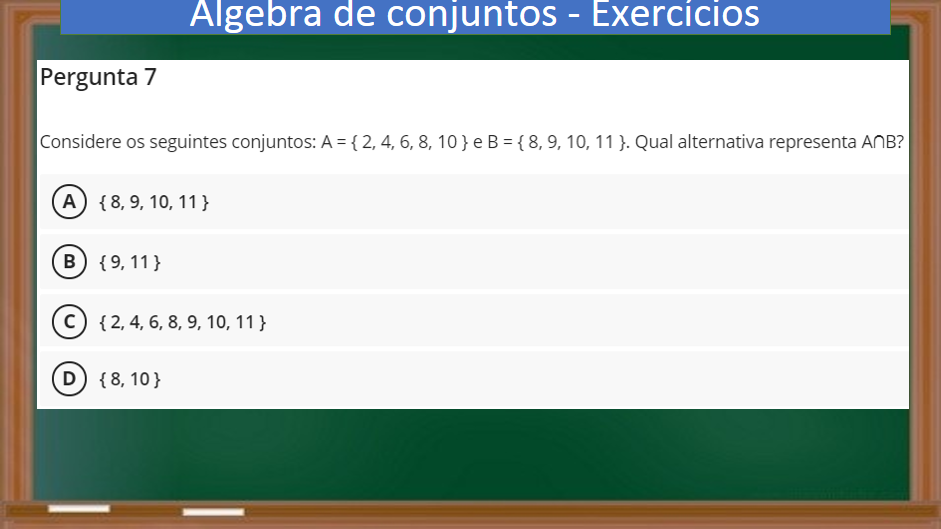 Álgebra de conjuntos - Exercícios
Pergunta 7
Considere os seguintes conjuntos: A = { 2, 4, 6, 8, 10 } e B = { 8, 9, 10, 11 }. Qual alternativa representa A∩B?
A { 8, 9, 10, 11 }
B { 9, 11 }
C { 2, 4, 6, 8, 9, 10, 11 }
D { 8, 10 }